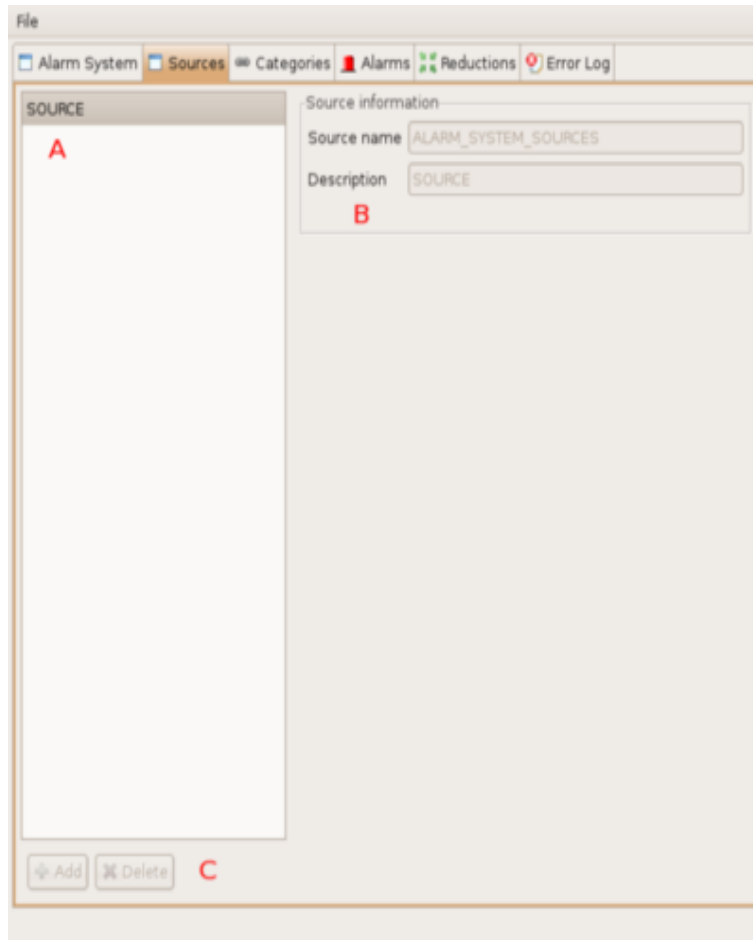 File
Alarm System Sources Categories Alarms Reductions Error Log
SOURCE
A
Source information
Source name ALARM_SYSTEM_SOURCES
Description SOURCE
B
Add Delete C